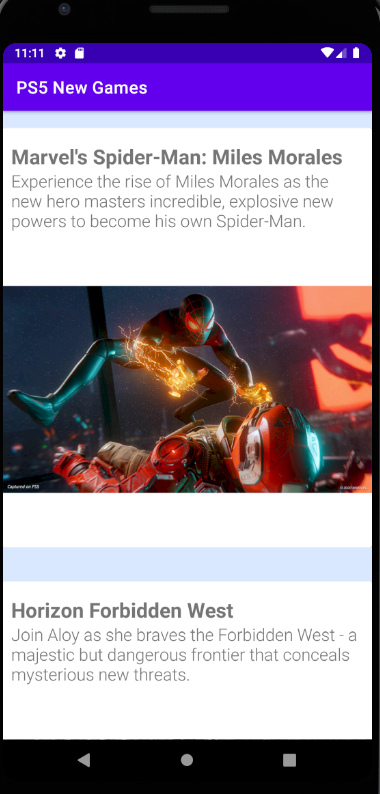 11:11
PS5 New Games
Marvel's Spider-Man: Miles Morales
Experience the rise of Miles Morales as the
new hero masters incredible, explosive new
powers to become his own Spider-Man.
Captured on PS5
Horizon Forbidden West
Join Aloy as she braves the Forbidden West - a
majestic but dangerous frontier that conceals
mysterious new threats.